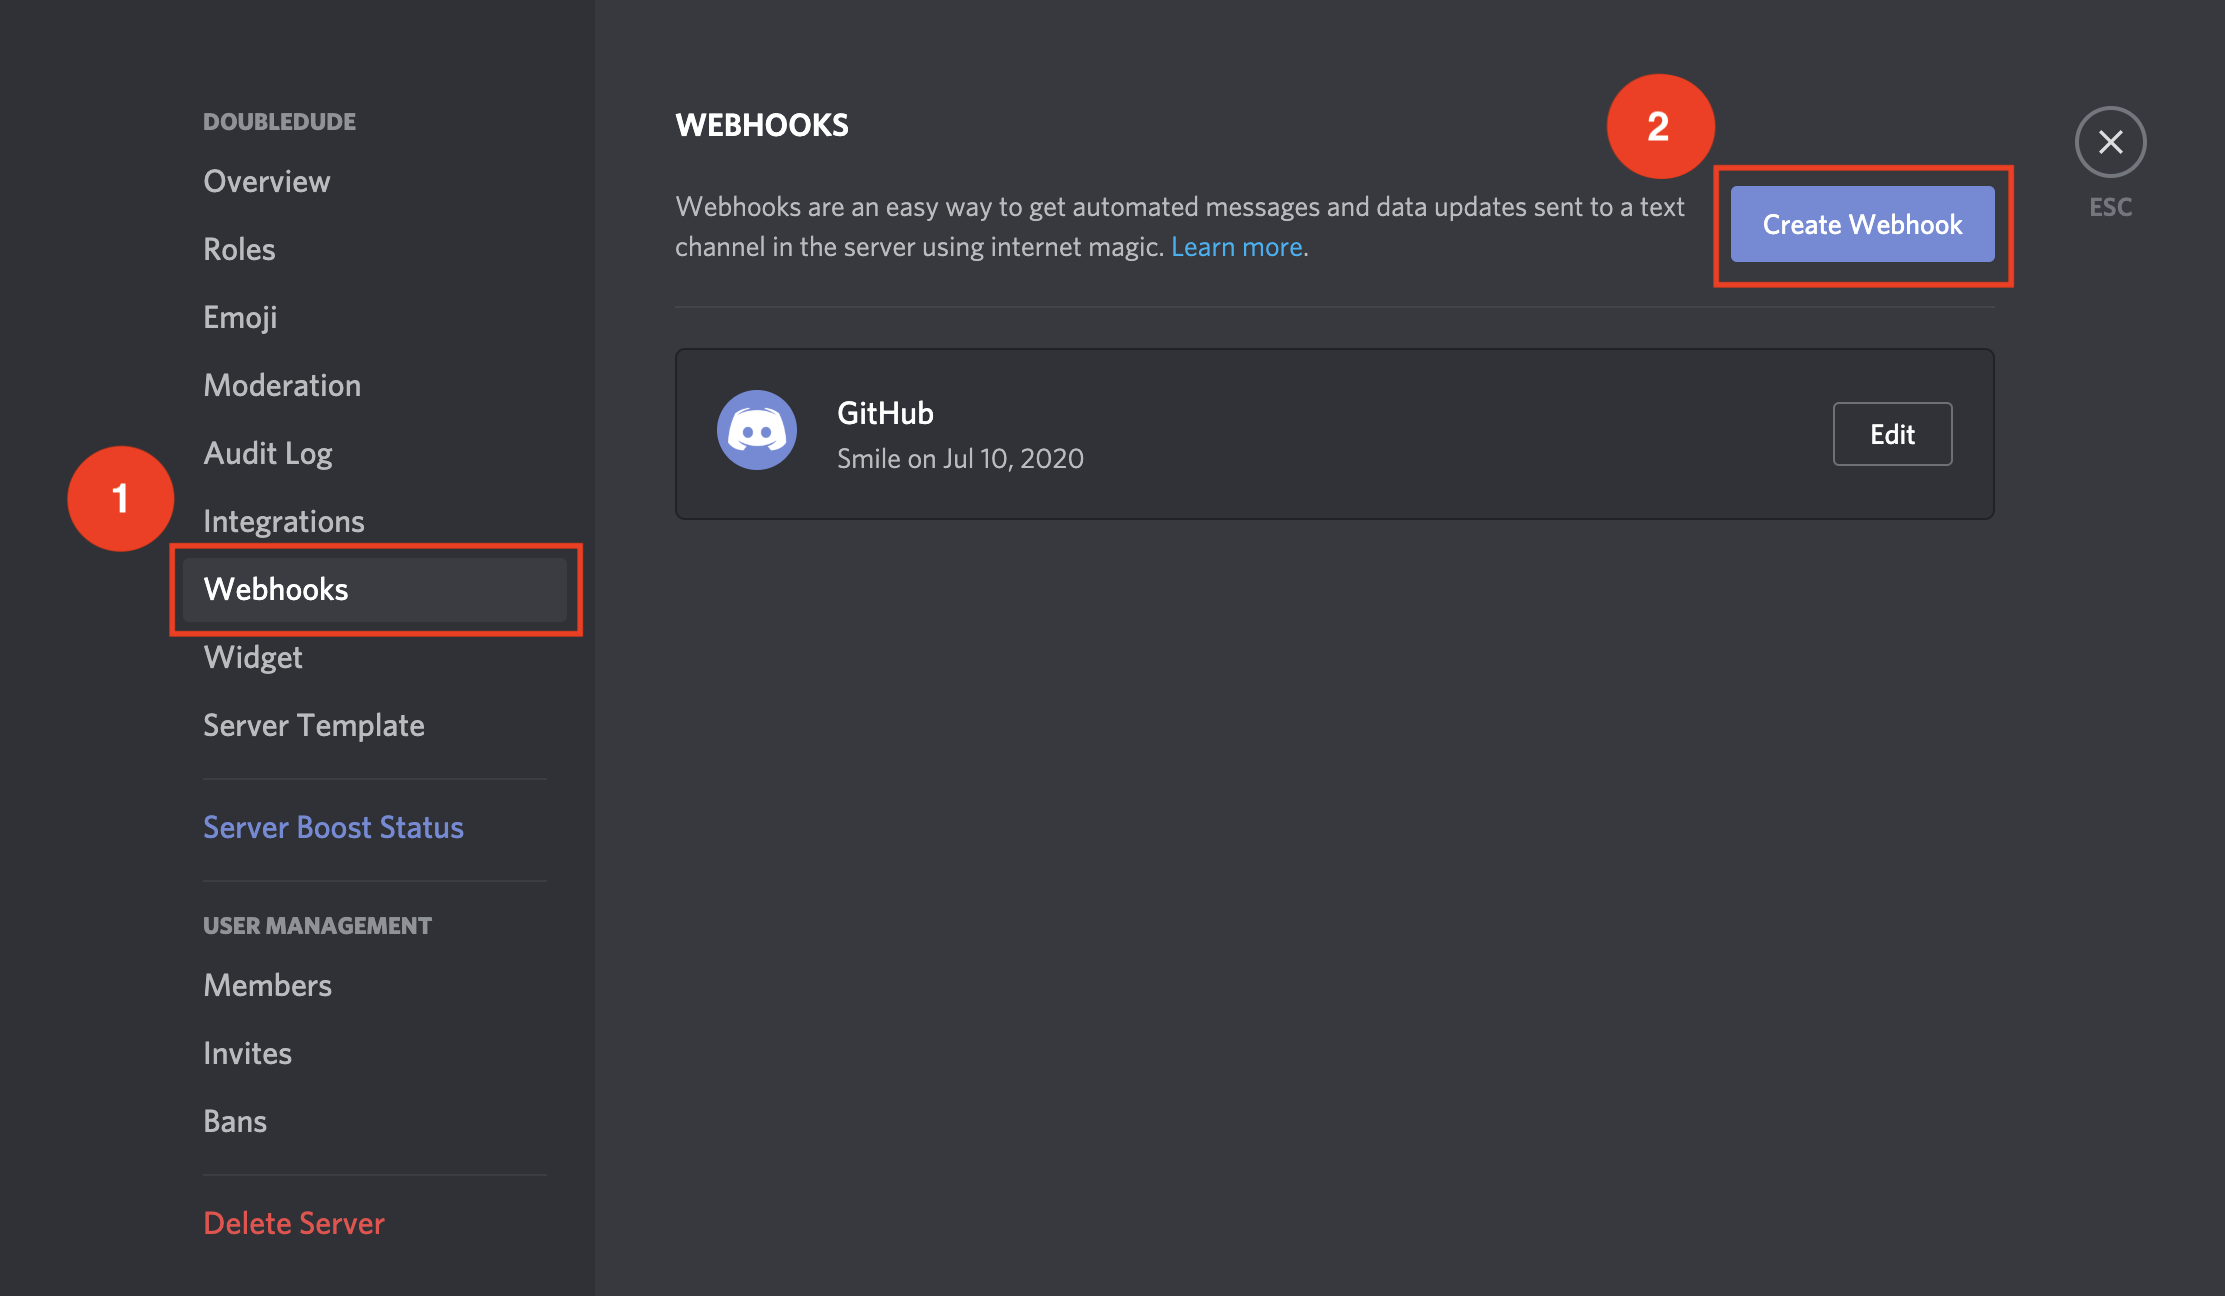 DOUBLEDUDE
Overview
Roles
Emoji
Moderation
Audit Log
1
Integrations
Webhooks
Widget
Server Template
Server Boost Status
USER MANAGEMENT
Members
Invites
Bans
Delete Server
WEBHOOKS
2
Webhooks are an easy way to get automated messages and data updates sent to a text
channel in the server using internet magic. Learn more.
Create Webhook
ESC
GitHub
Smile on Jul 10, 2020
Edit